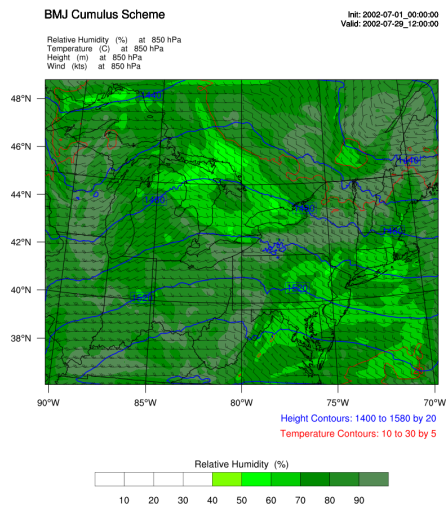 BMJ Cumulus Scheme
Init: 2002-07-01_00:00:00
Valid: 2002-07-29_12:00:00
Relative Humidity (%) at 850 hPa
Temperature (C) at 850 hPa
Height (m) at 850 hPa
Wind (kts) at 850 hPa
48°N
46°N
44°N
42°N
40°N
38°N
1520
1520
90°W
85°W
80°W
75°W
70°W
Height Contours: 1400 to 1580 by 20
Temperature Contours: 10 to 30 by 5
Relative Humidity (%)
10 20 30 40 50 60 70 80 90